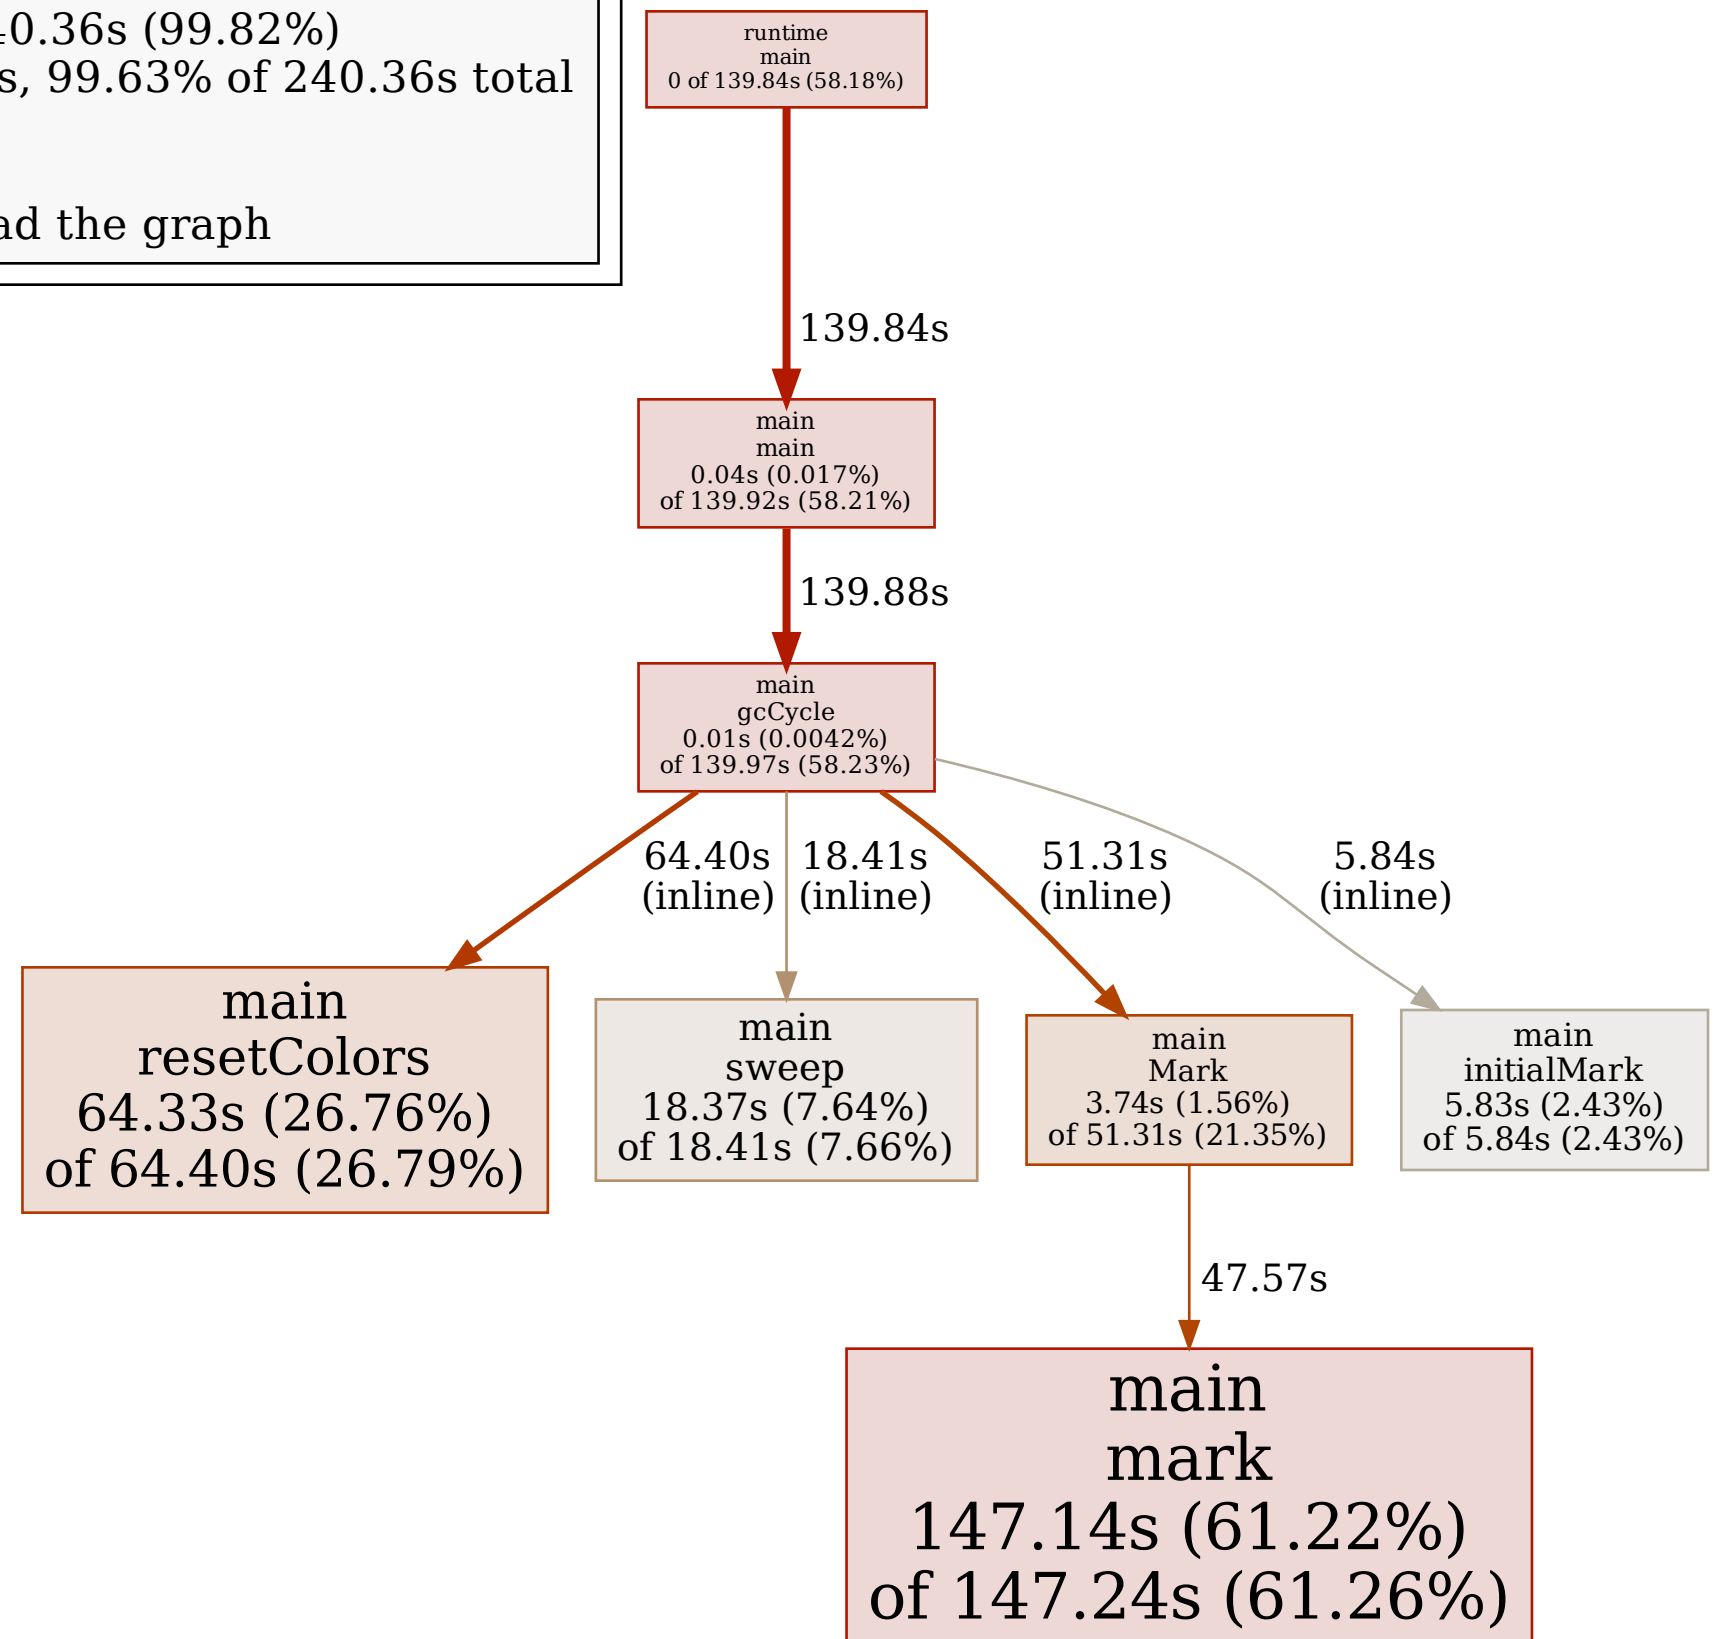 40.36s (99.82%)
s, 99.63% of 240.36s total
ad the graph
runtime
main
0 of 139.84s (58.18%)
139.84s
main
main
0.04s (0.017%)
of 139.92s (58.21%)
139.88s
main
gcCycle
0.01s (0.0042%)
of 139.97s (58.23%)
64.40s
(inline)
18.41s
(inline)
51.31s
(inline)
5.84s
(inline)
main
resetColors
64.33s (26.76%)
of 64.40s (26.79%)
main
sweep
18.37s (7.64%)
of 18.41s (7.66%)
main
Mark
3.74s (1.56%)
of 51.31s (21.35%)
main
initialMark
5.83s (2.43%)
of 5.84s (2.43%)
47.57s
main
mark
147.14s (61.22%)
of 147.24s (61.26%)